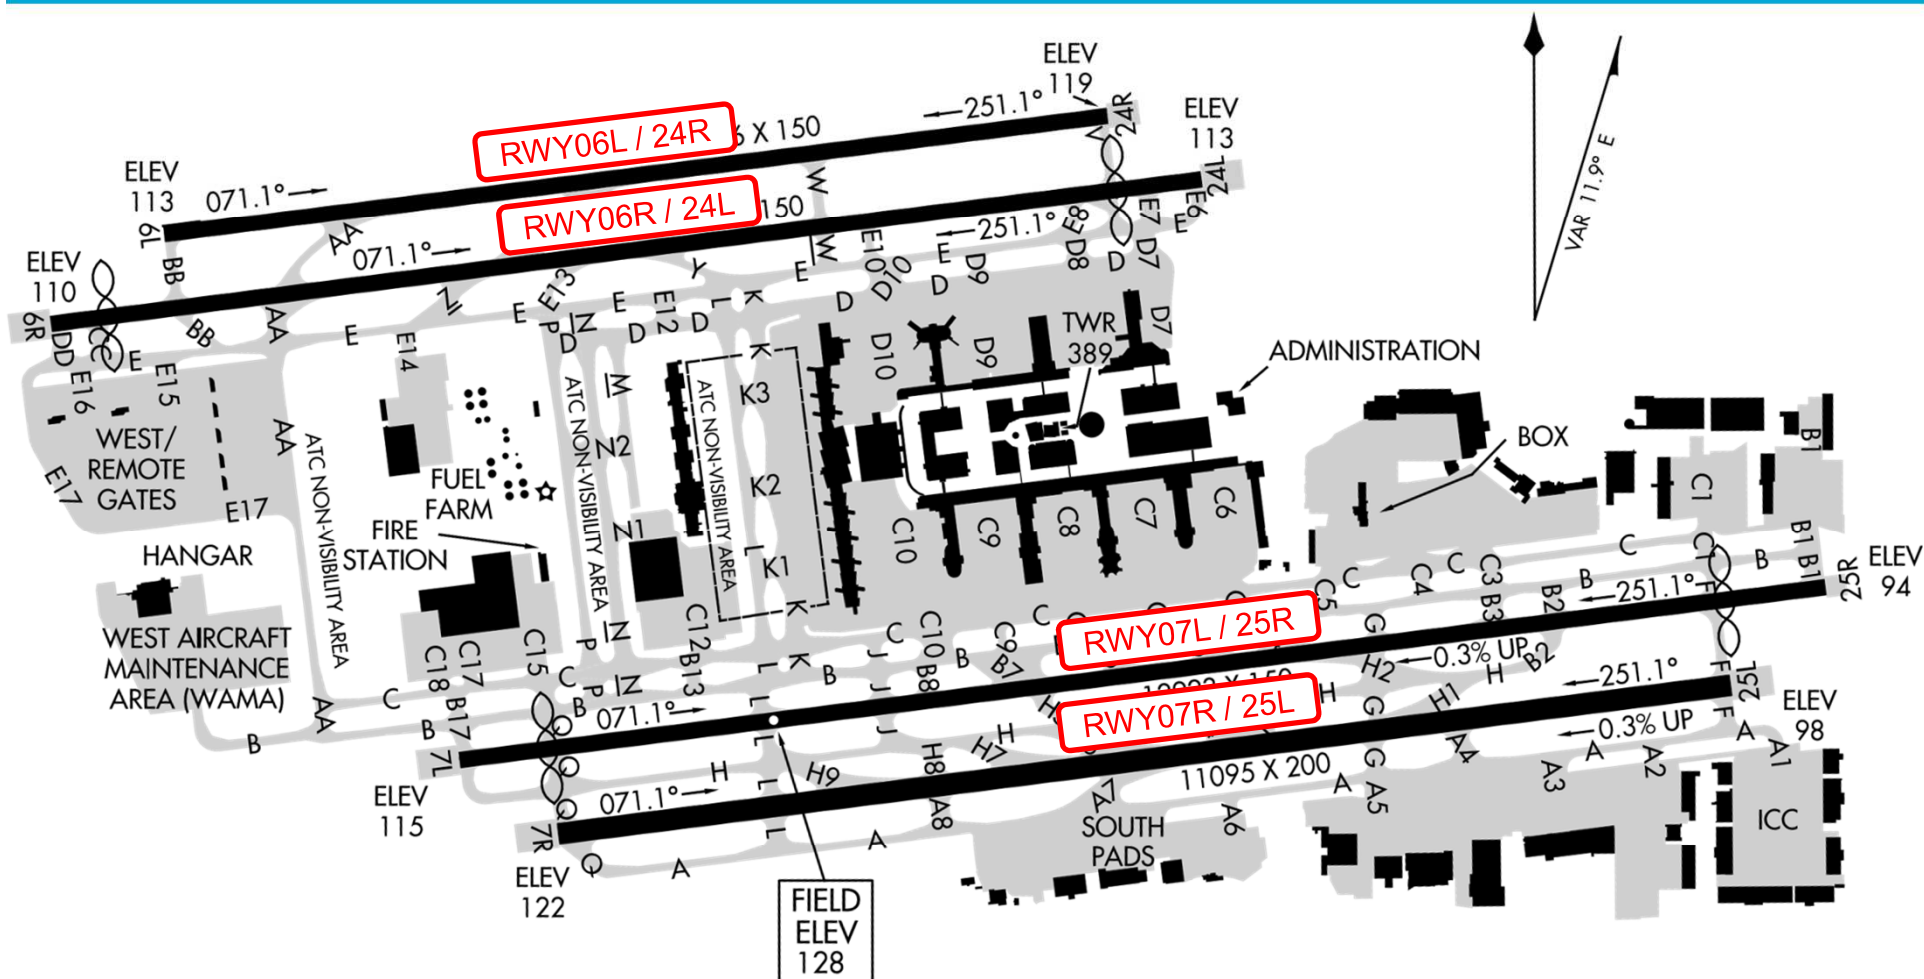 ELEV
119
251.1°
24R
ELEV
113
RWY06L / 24R
X 150
ELEV
113
071.1°
6L
24L
VAR 11.9° E
RWY06R / 24L
150
W
AA
071.1°
251.1°
E8
E7
E9
E
ELEV
110
6R
BB
W
E10
D10
E
D9
D8
D
D7
DD
CC
E
BB
AA
E
N
E
E13
P
N
E
D
D
E12
Y
D
L
K
E
D
D
E16
E15
E14
D10
D9
TWR
389
D7
ADMINISTRATION
K
K3
M
ATC NON-VISIBILITY AREA
ATC NON-VISIBILITY AREA
ATC NON-VISIBILITY AREA
WEST/
REMOTE
GATES
AA
E17
E17
FUEL
FARM
N2
K2
BOX
B1
C1
FIRE
STATION
N1
L
K1
K
C10
C9
C8
C7
C6
HANGAR
WEST AIRCRAFT
MAINTENANCE
AREA (WAMA)
C18
C17
C15
P
N
C12
C
C10
C
C9
C5
C
C4
C
C3
C
C1
B1
B1
B
25R
ELEV
94
RWY07L / 25R
G
B3
B2
B
251.1°
F
AA
C
B
B
B17
C
P
B
N
B13
L
K
B
J
B8
B
B7
H2
0.3% UP
B2
H
251.1°
F
25L
ELEV
98
7L
Q
071.1°
L
J
J
RWY07R / 25L
H
G
H1
0.3% UP
F
A
A1
ELEV
115
Q
H
L
H9
H8
H7
H
11095 X 200
G
A
A5
A4
A3
A
A2
Q
071.1°
L
L
A8
A7
A6
7R
ELEV
122
Q
A
A
SOUTH
PADS
ICC
FIELD
ELEV
128